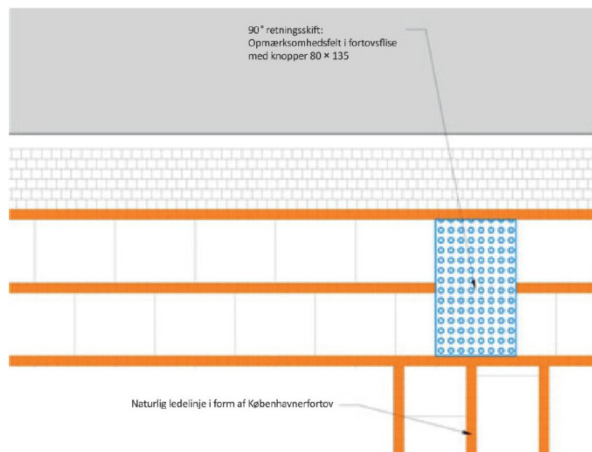 90° retningsskift:
Opmærksomhedsfelt i fortovsflise
med knopper 80 × 135
Naturlig ledelinje i form af Københavnerfortov